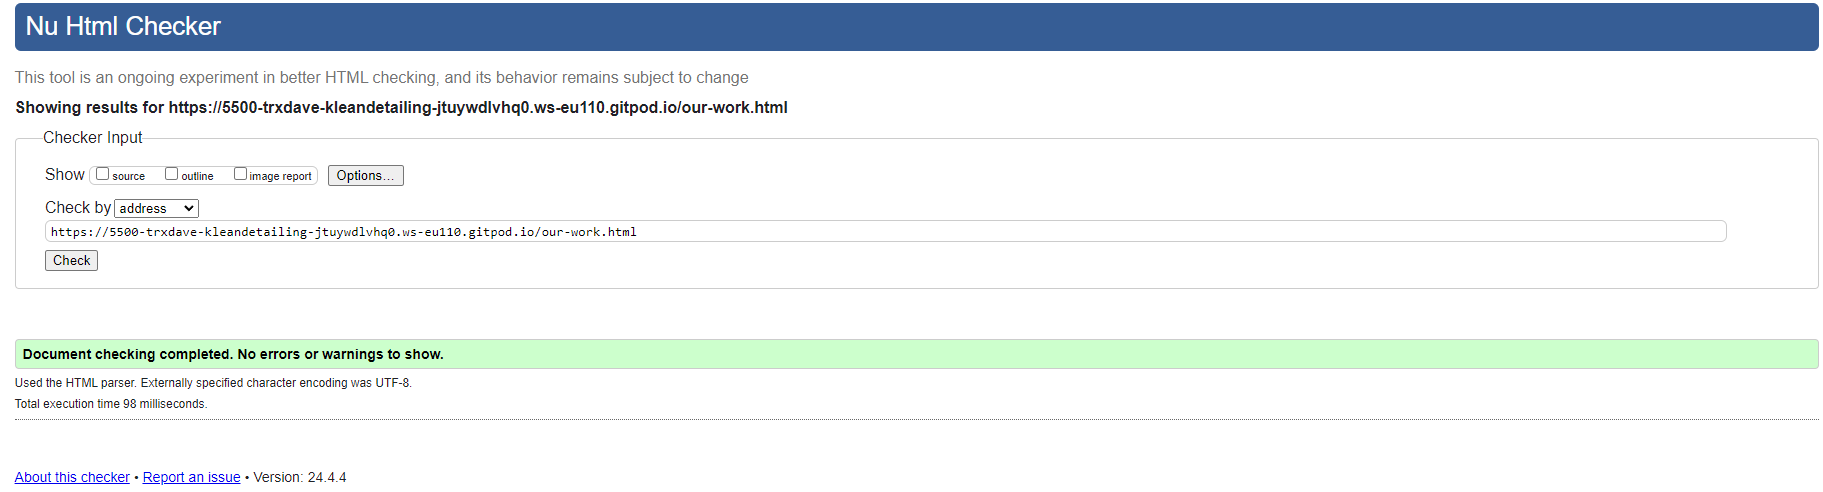 Nu Html Checker
This tool is an ongoing experiment in better HTML checking, and its behavior remains subject to change
Showing results for https://5500-trxdave-kleandetailing-jtuywdlvhq0.ws-eu110.gitpod.io/our-work.html
Checker Input
Show source outline image report Options...
Check by address
https://5500-trxdave-kleandetailing-jtuywdlvhq0.ws-eu110.gitpod.io/our-work.html
Check
Document checking completed. No errors or warnings to show.
Used the HTML parser. Externally specified character encoding was UTF-8.
Total execution time 98 milliseconds.
About this checker • Report an issue • Version: 24.4.4